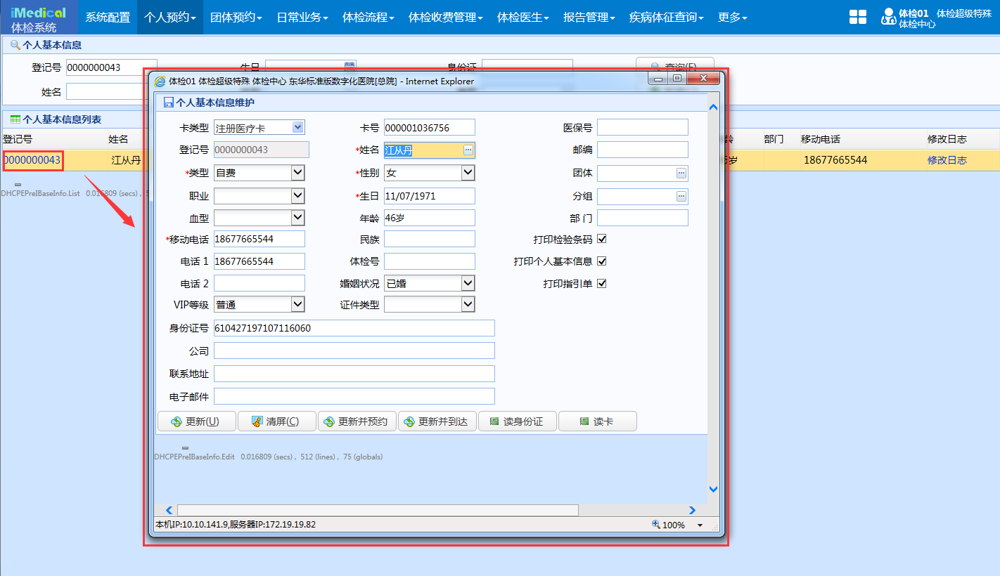 iMedical
体检系统
系统配置 个人预约 团体预约 日常业务 体检流程 体检收费管理 体检医生 报告管理 疾病体征查询 更多
体检01 体检超级特殊
体检中心
个人基本信息
登记号 0000000043 生日 身份证 查询(F)
姓名
个人基本信息列表
登记号 姓名 龄 部门 移动电话 修改日志
0000000043 江从丹 岁 18677665544 修改日志
DHCPEPreIBaseInfo.List 0.016809 (secs) ,
体检01 体检超级特殊 体检中心 东华标准版数字化医院[总院] - Internet Explorer
个人基本信息维护
卡类型 注册医疗卡 卡号 000001036756 医保号
登记号 0000000043 *姓名 江从丹 邮编
*类型 自费 *性别 女 团体
职业 *生日 11/07/1971 分组
血型 年龄 46岁 部 门
*移动电话 18677665544 民族 打印检验条码
电话 1 18677665544 体检号 打印个人基本信息
电话 2 婚姻状况 已婚 打印指引单
VIP等级 普通 证件类型
身份证号 610427197107116060
公司
联系地址
电子邮件
更新(U) 清屏(C) 更新并预约 更新并到达 读身份证 读卡
DHCPEPreIBaseInfo.Edit 0.016809 (secs) , 512 (lines) , 75 (globals)
本机IP:10.10.141.9,服务器IP:172.19.19.82
100%